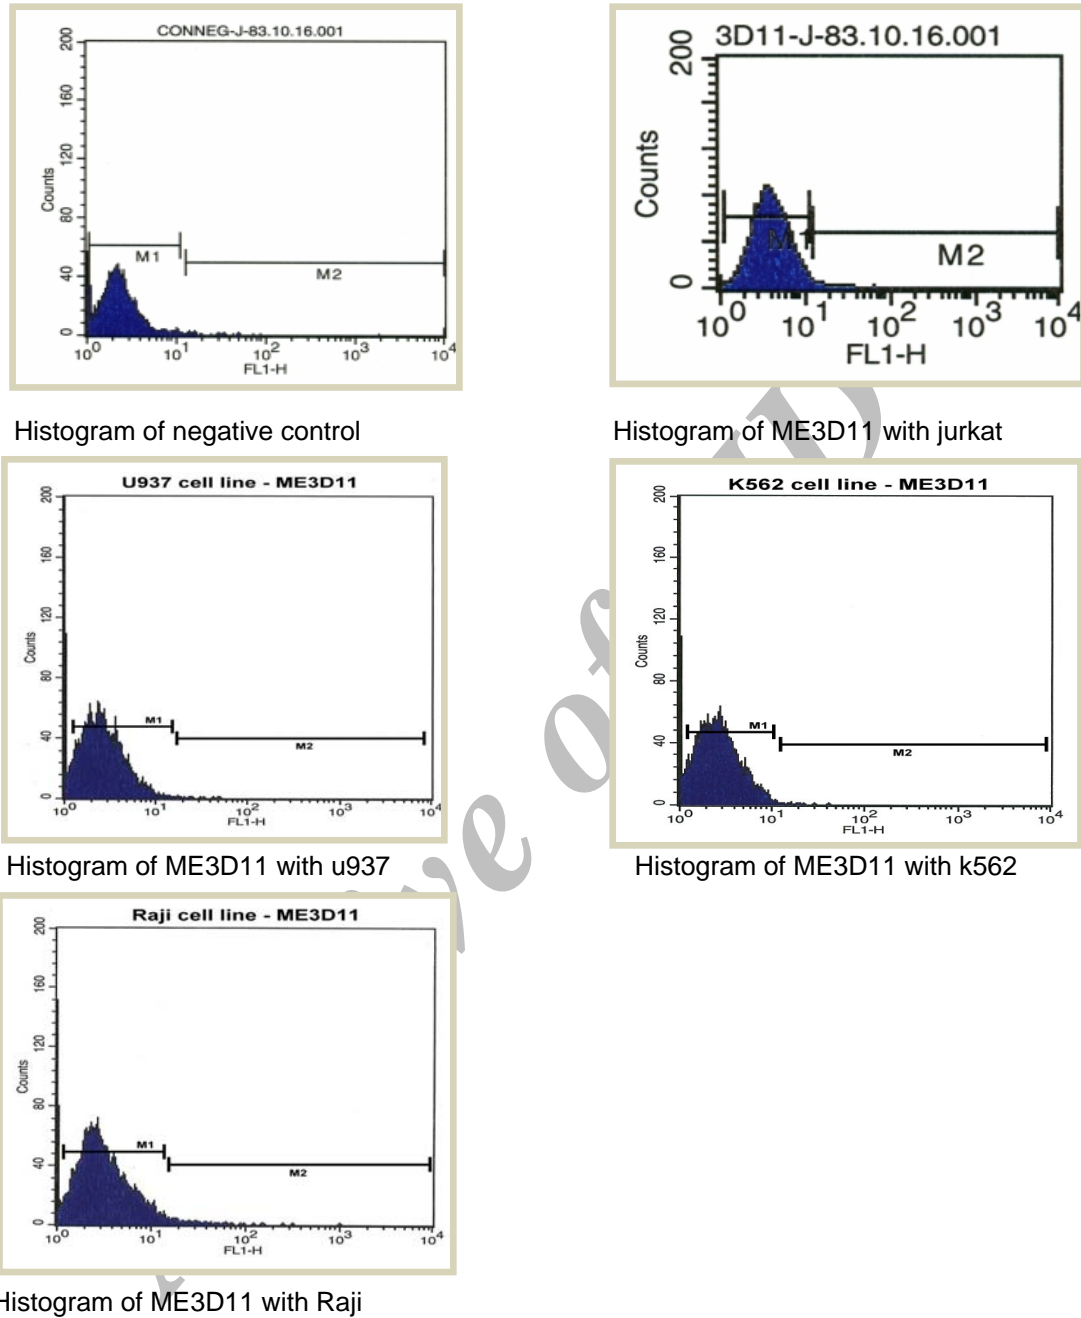 CONNEG-J-83.10.16.001
200
160
120
80
40
0
Counts
M1
M2
10^0 10^1 10^2 10^3 10^4
FL1-H
Histogram of negative control
3D11-J-83.10.16.001
200
0
Counts
M
M2
10^0 10^1 10^2 10^3 10^4
FL1-H
Histogram of ME3D11 with jurkat
U937 cell line - ME3D11
200
160
120
80
40
0
Counts
M1
M2
10^0 10^1 10^2 10^3 10^4
FL1-H
Histogram of ME3D11 with u937
K562 cell line - ME3D11
200
160
120
80
40
0
Counts
M1
M2
10^0 10^1 10^2 10^3 10^4
FL1-H
Histogram of ME3D11 with k562
Raji cell line - ME3D11
200
160
120
80
40
0
Counts
M1
M2
10^0 10^1 10^2 10^3 10^4
FL1-H
Histogram of ME3D11 with Raji
of